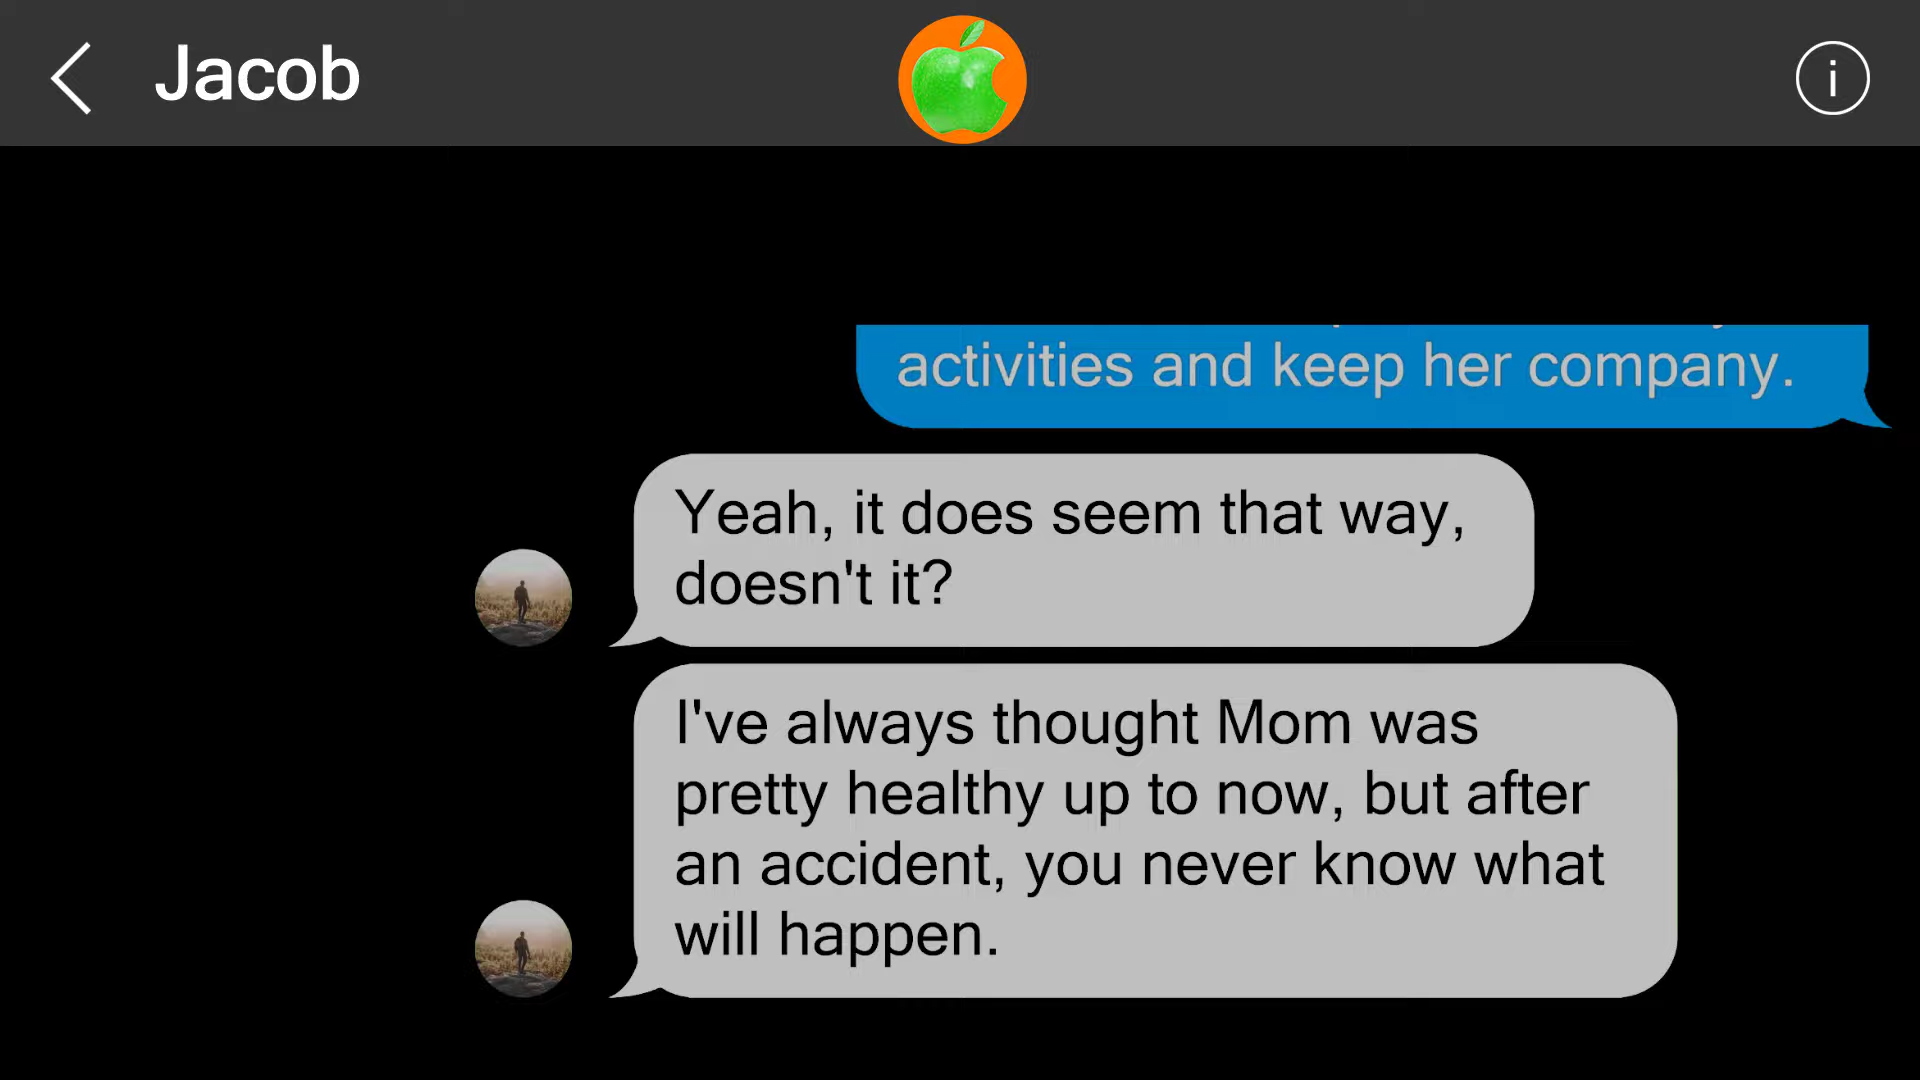 Jacob
i
activities and keep her company.
Yeah, it does seem that way,
doesn't it?
I've always thought Mom was
pretty healthy up to now, but after
an accident, you never know what
will happen.